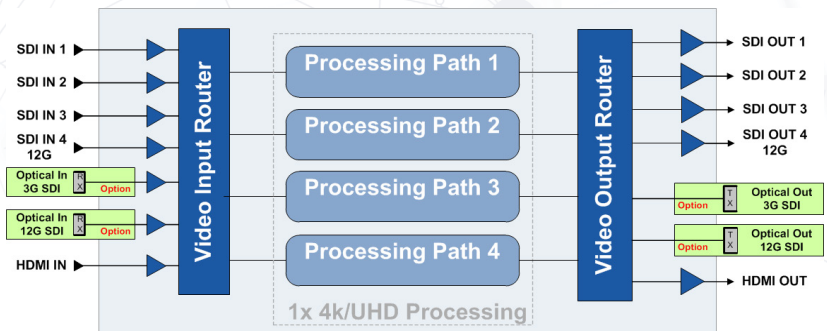 SDI IN 1
SDI IN 2
SDI IN 3
SDI IN 4
12G
Optical In
3G SDI
R
X
Option
Optical In
12G SDI
R
X
Option
HDMI IN
Video Input Router
Processing Path 1
Processing Path 2
Processing Path 3
Processing Path 4
1x 4k/UHD Processing
Video Output Router
SDI OUT 1
SDI OUT 2
SDI OUT 3
SDI OUT 4
12G
Option
T
X
Optical Out
3G SDI
Option
T
X
Optical Out
12G SDI
HDMI OUT